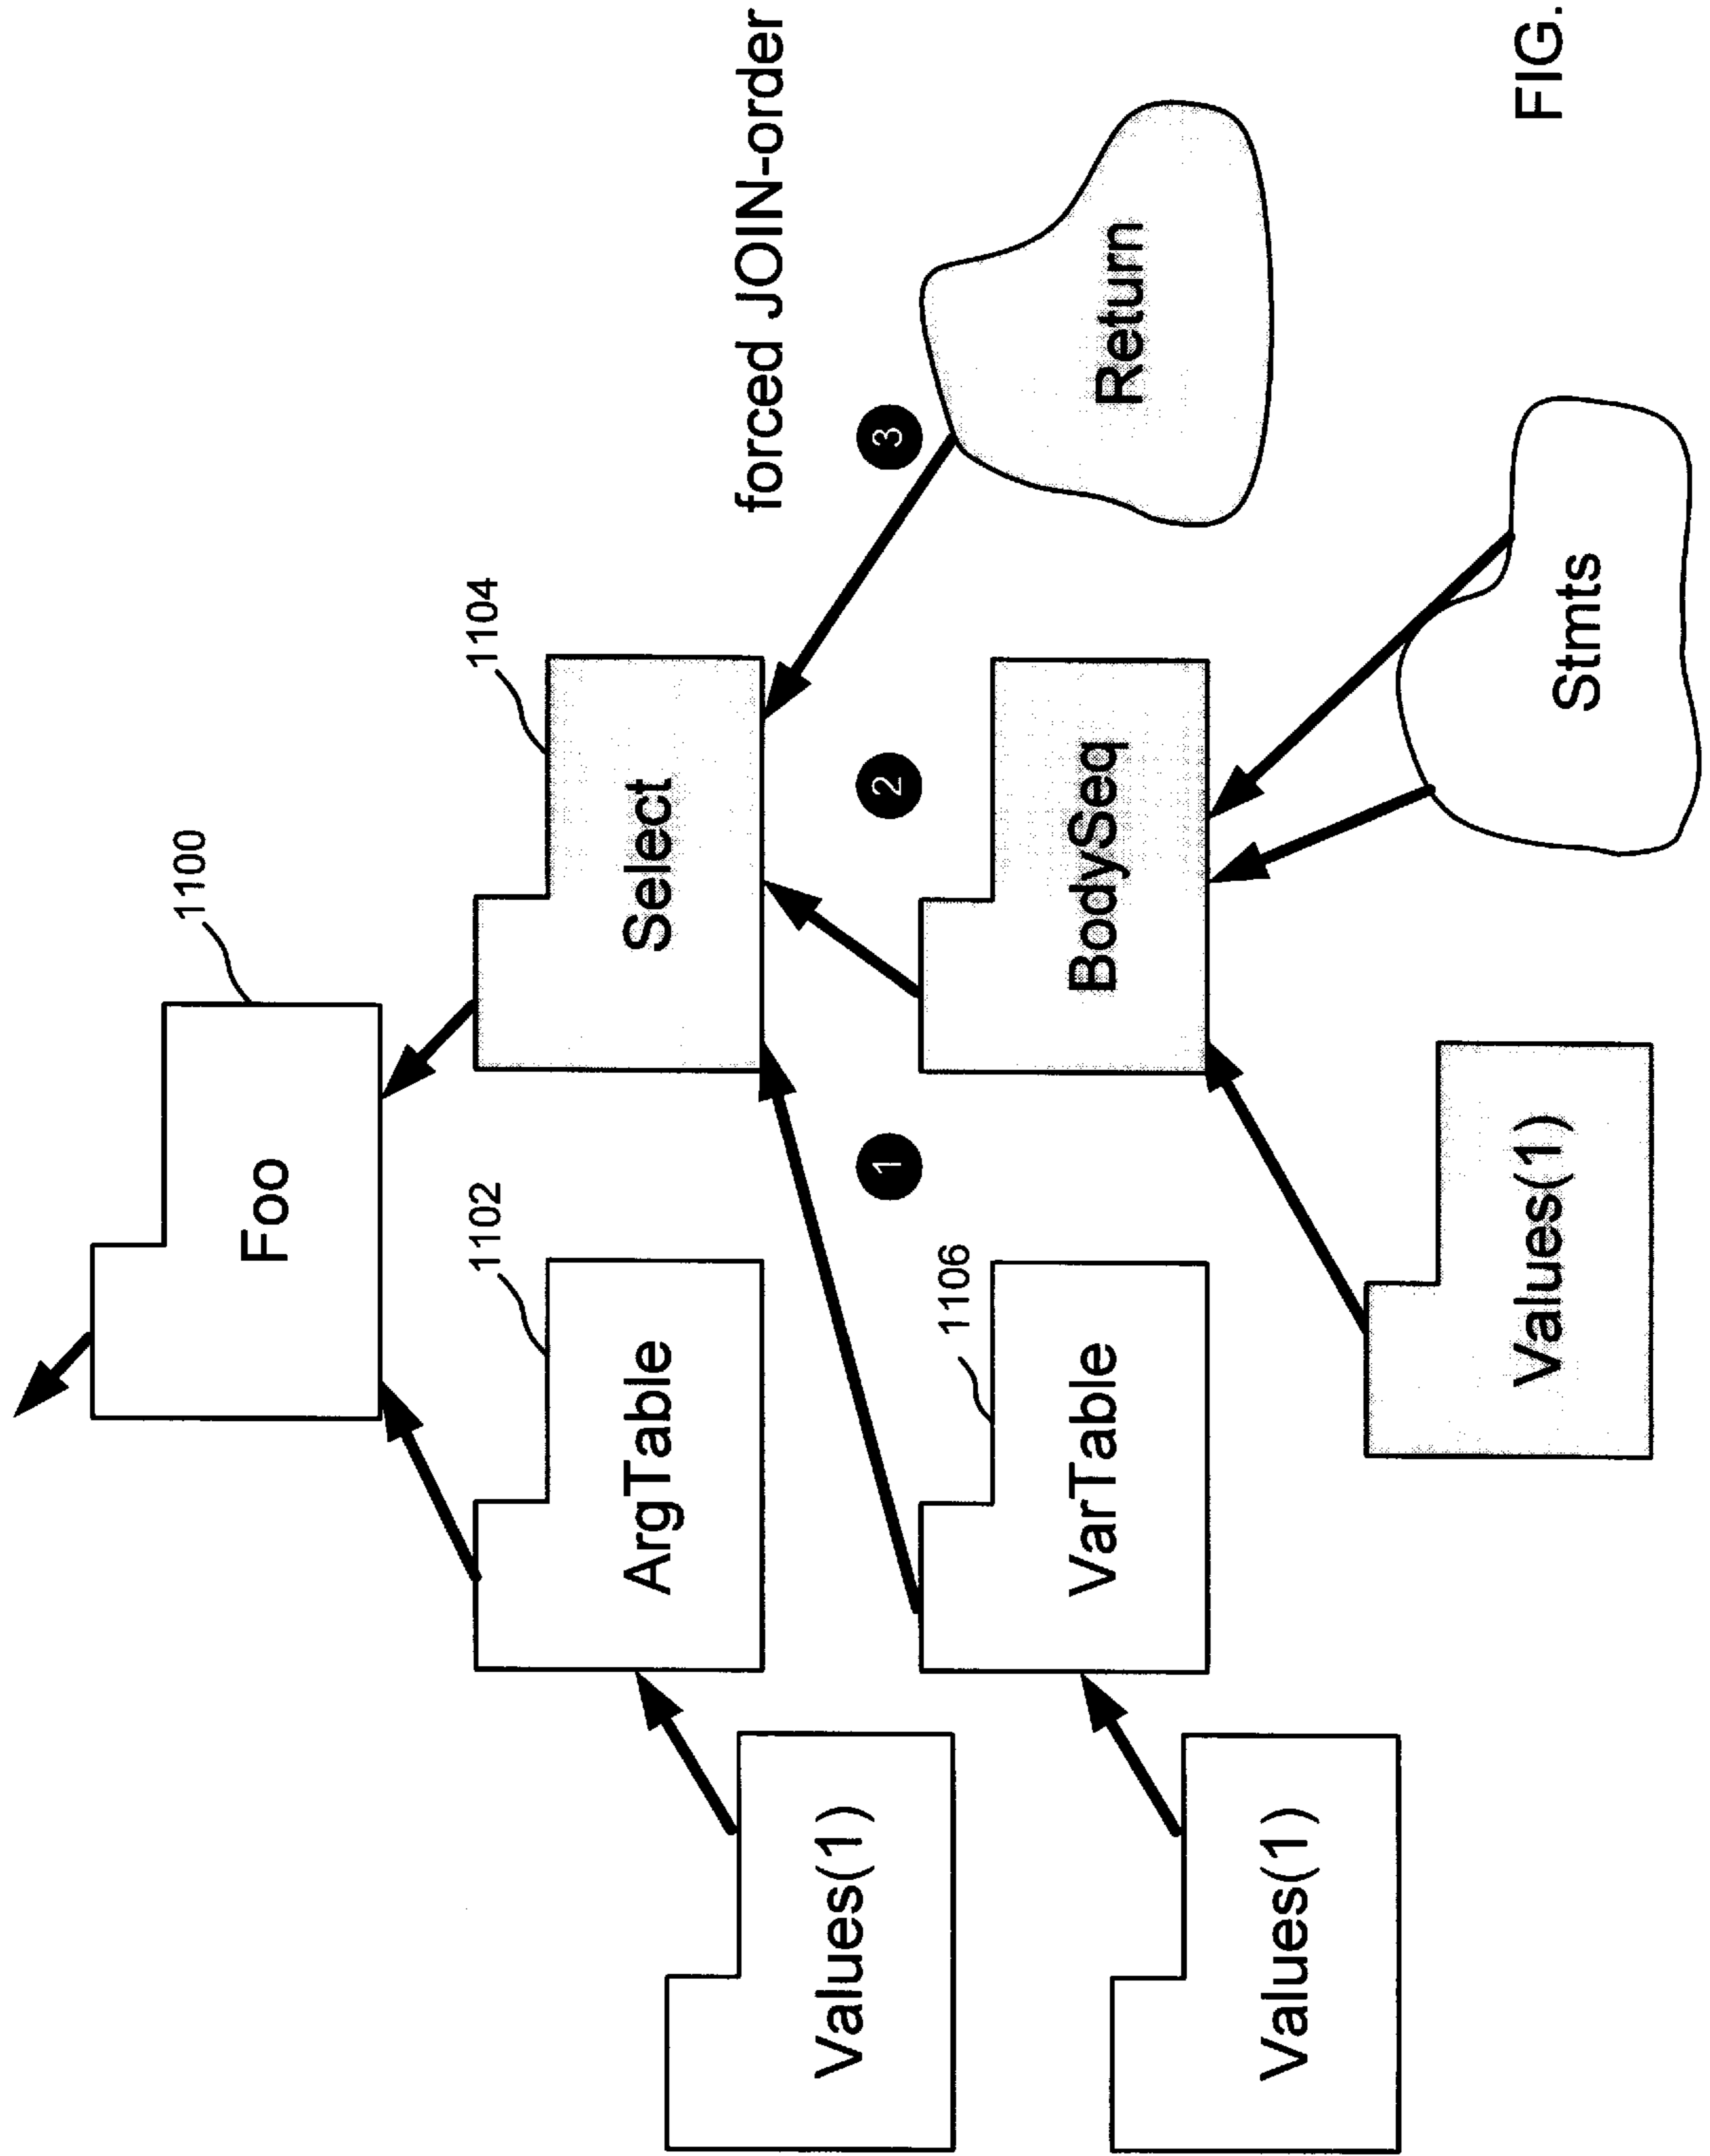 1100
Foo
1102
1104
ArgTable
Select
forced JOIN-order
Values(1)
1
2
3
1106
VarTable
BodySeq
Return
Values(1)
Values(1)
Stmts
FIG.